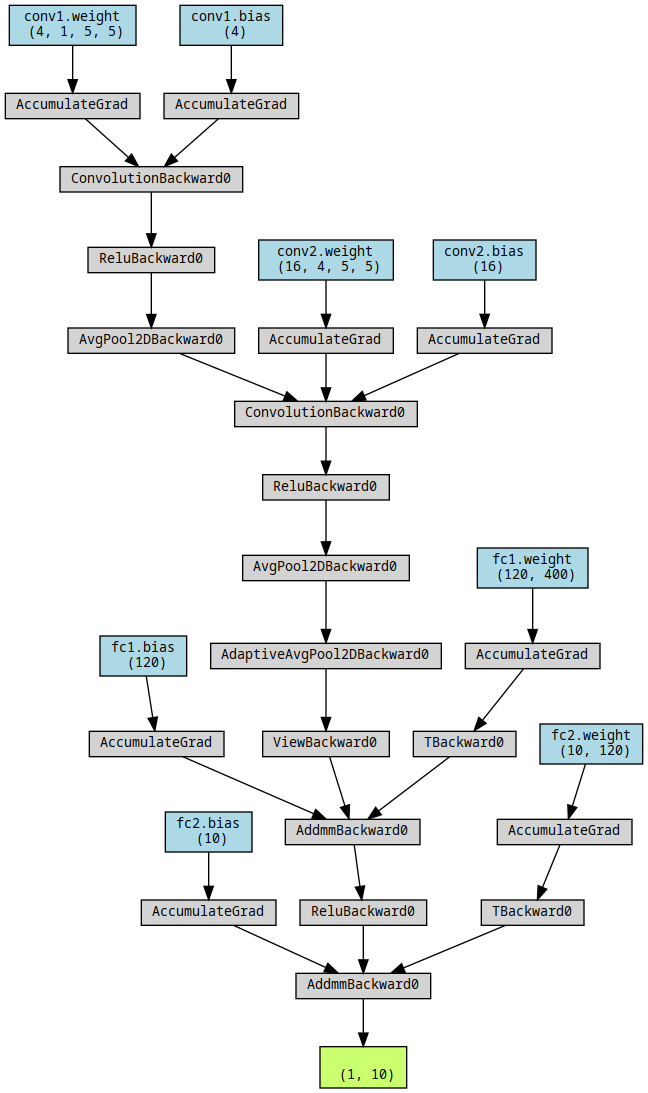 conv1.weight
(4, 1, 5, 5)
conv1.bias
(4)
AccumulateGrad
AccumulateGrad
ConvolutionBackward0
ReluBackward0
conv2.weight
(16, 4, 5, 5)
conv2.bias
(16)
AvgPool2DBackward0
AccumulateGrad
AccumulateGrad
ConvolutionBackward0
ReluBackward0
AvgPool2DBackward0
fc1.weight
(120, 400)
fc1.bias
(120)
AdaptiveAvgPool2DBackward0
AccumulateGrad
AccumulateGrad
ViewBackward0
TBackward0
fc2.weight
(10, 120)
fc2.bias
(10)
AddmmBackward0
AccumulateGrad
AccumulateGrad
ReluBackward0
TBackward0
AddmmBackward0
(1, 10)